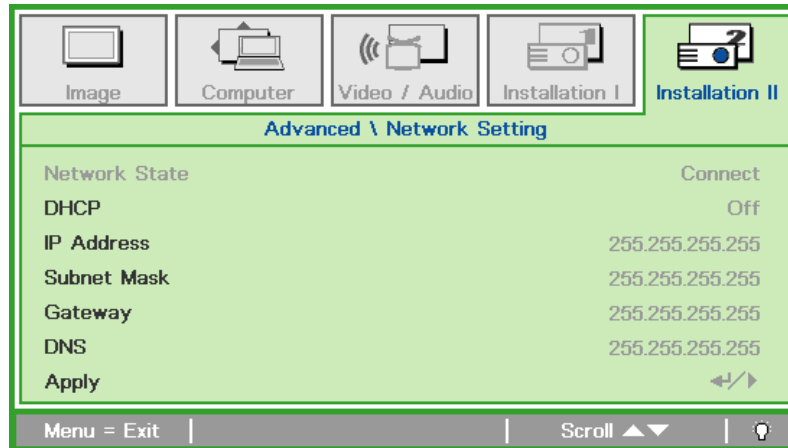 Image
Computer
Video / Audio
1
Installation I
2
Installation II
Advanced \ Network Setting
Network State Connect
DHCP Off
IP Address 255.255.255.255
Subnet Mask 255.255.255.255
Gateway 255.255.255.255
DNS 255.255.255.255
Apply
Menu = Exit Scroll ▲▼